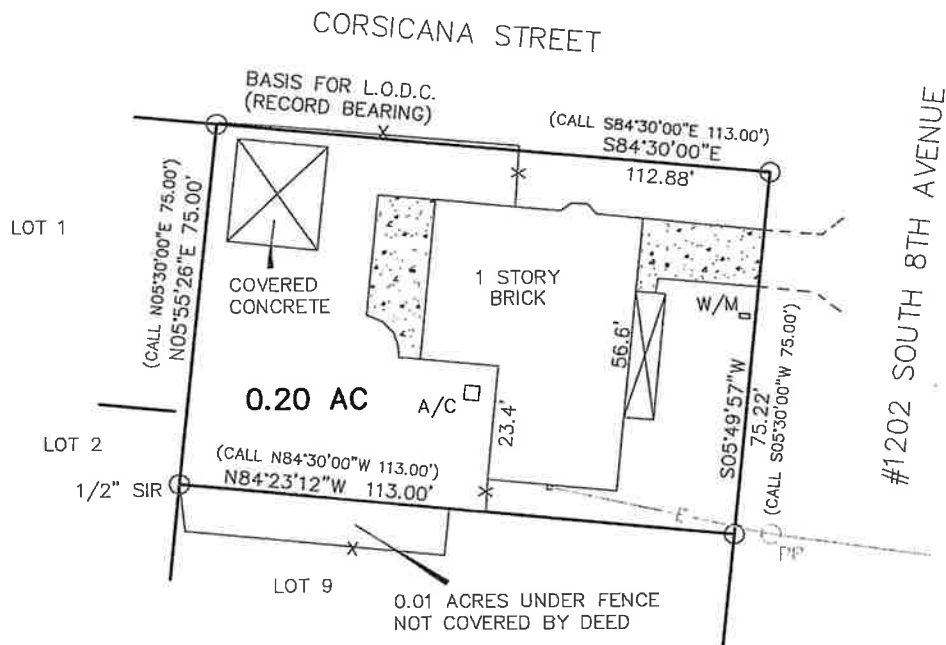 CORSICANA STREET
BASIS FOR L.O.D.C.
(RECORD BEARING)
(CALL S84°30'00"E 113.00')
S84°30'00"E
112.88'
#1202 SOUTH 8TH AVENUE
LOT 1
(CALL N05°30'00"E 75.00')
N05°55'26"E 75.00'
COVERED
CONCRETE
1 STORY
BRICK
W/M
56.6'
S05°49'57"W
75.22'
(CALL S05°30'00"W 75.00')
0.20 AC
A/C
23.4'
LOT 2
(CALL N84°30'00"W 113.00')
N84°23'12"W 113.00'
1/2" SIR
E
PP
LOT 9
0.01 ACRES UNDER FENCE
NOT COVERED BY DEED